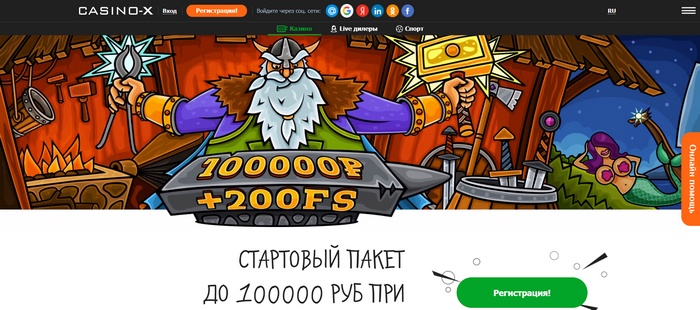 CASINO-X Вход Регистрация! Войдите через соц. сети: @ G Я in f RU
Казино Live дилеры Спорт
100000₽
+200FS
Онлайн помощь
СТАРТОВЫЙ ПАКЕТ
ДО 100000 РУБ ПРИ
Регистрация!